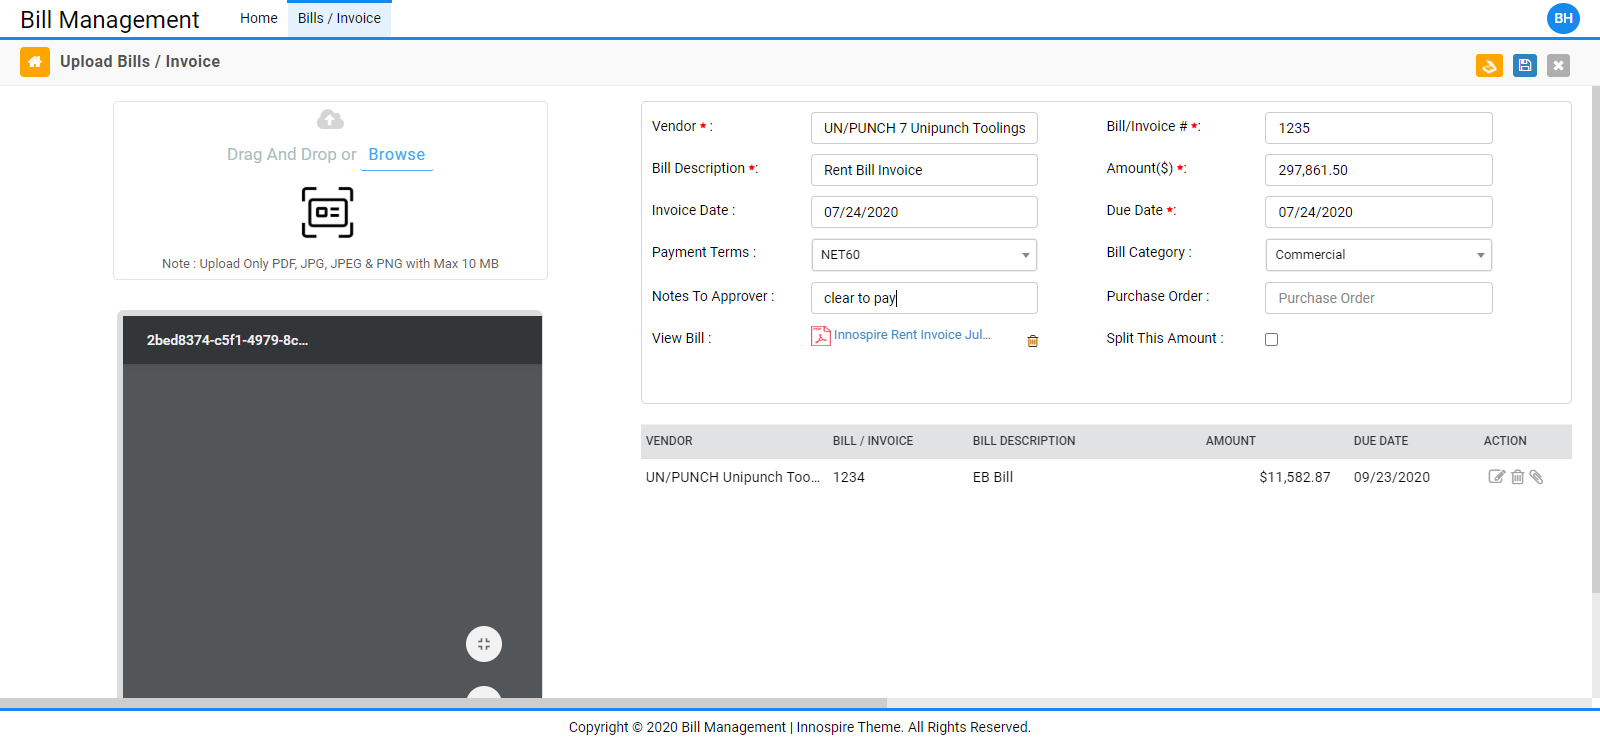 Bill Management Home Bills / Invoice BH
Upload Bills / Invoice
Drag And Drop or Browse
Note : Upload Only PDF, JPG, JPEG & PNG with Max 10 MB
2bed8374-c5f1-4979-8c...
Vendor * : UN/PUNCH 7 Unipunch Toolings Bill/Invoice # *: 1235
Bill Description *: Rent Bill Invoice Amount($) *: 297,861.50
Invoice Date : 07/24/2020 Due Date *: 07/24/2020
Payment Terms : NET60 Bill Category : Commercial
Notes To Approver : clear to pay Purchase Order : Purchase Order
View Bill : Innospire Rent Invoice Jul... Split This Amount :
VENDOR BILL / INVOICE BILL DESCRIPTION AMOUNT DUE DATE ACTION
UN/PUNCH Unipunch Too... 1234 EB Bill $11,582.87 09/23/2020
Copyright © 2020 Bill Management | Innospire Theme. All Rights Reserved.